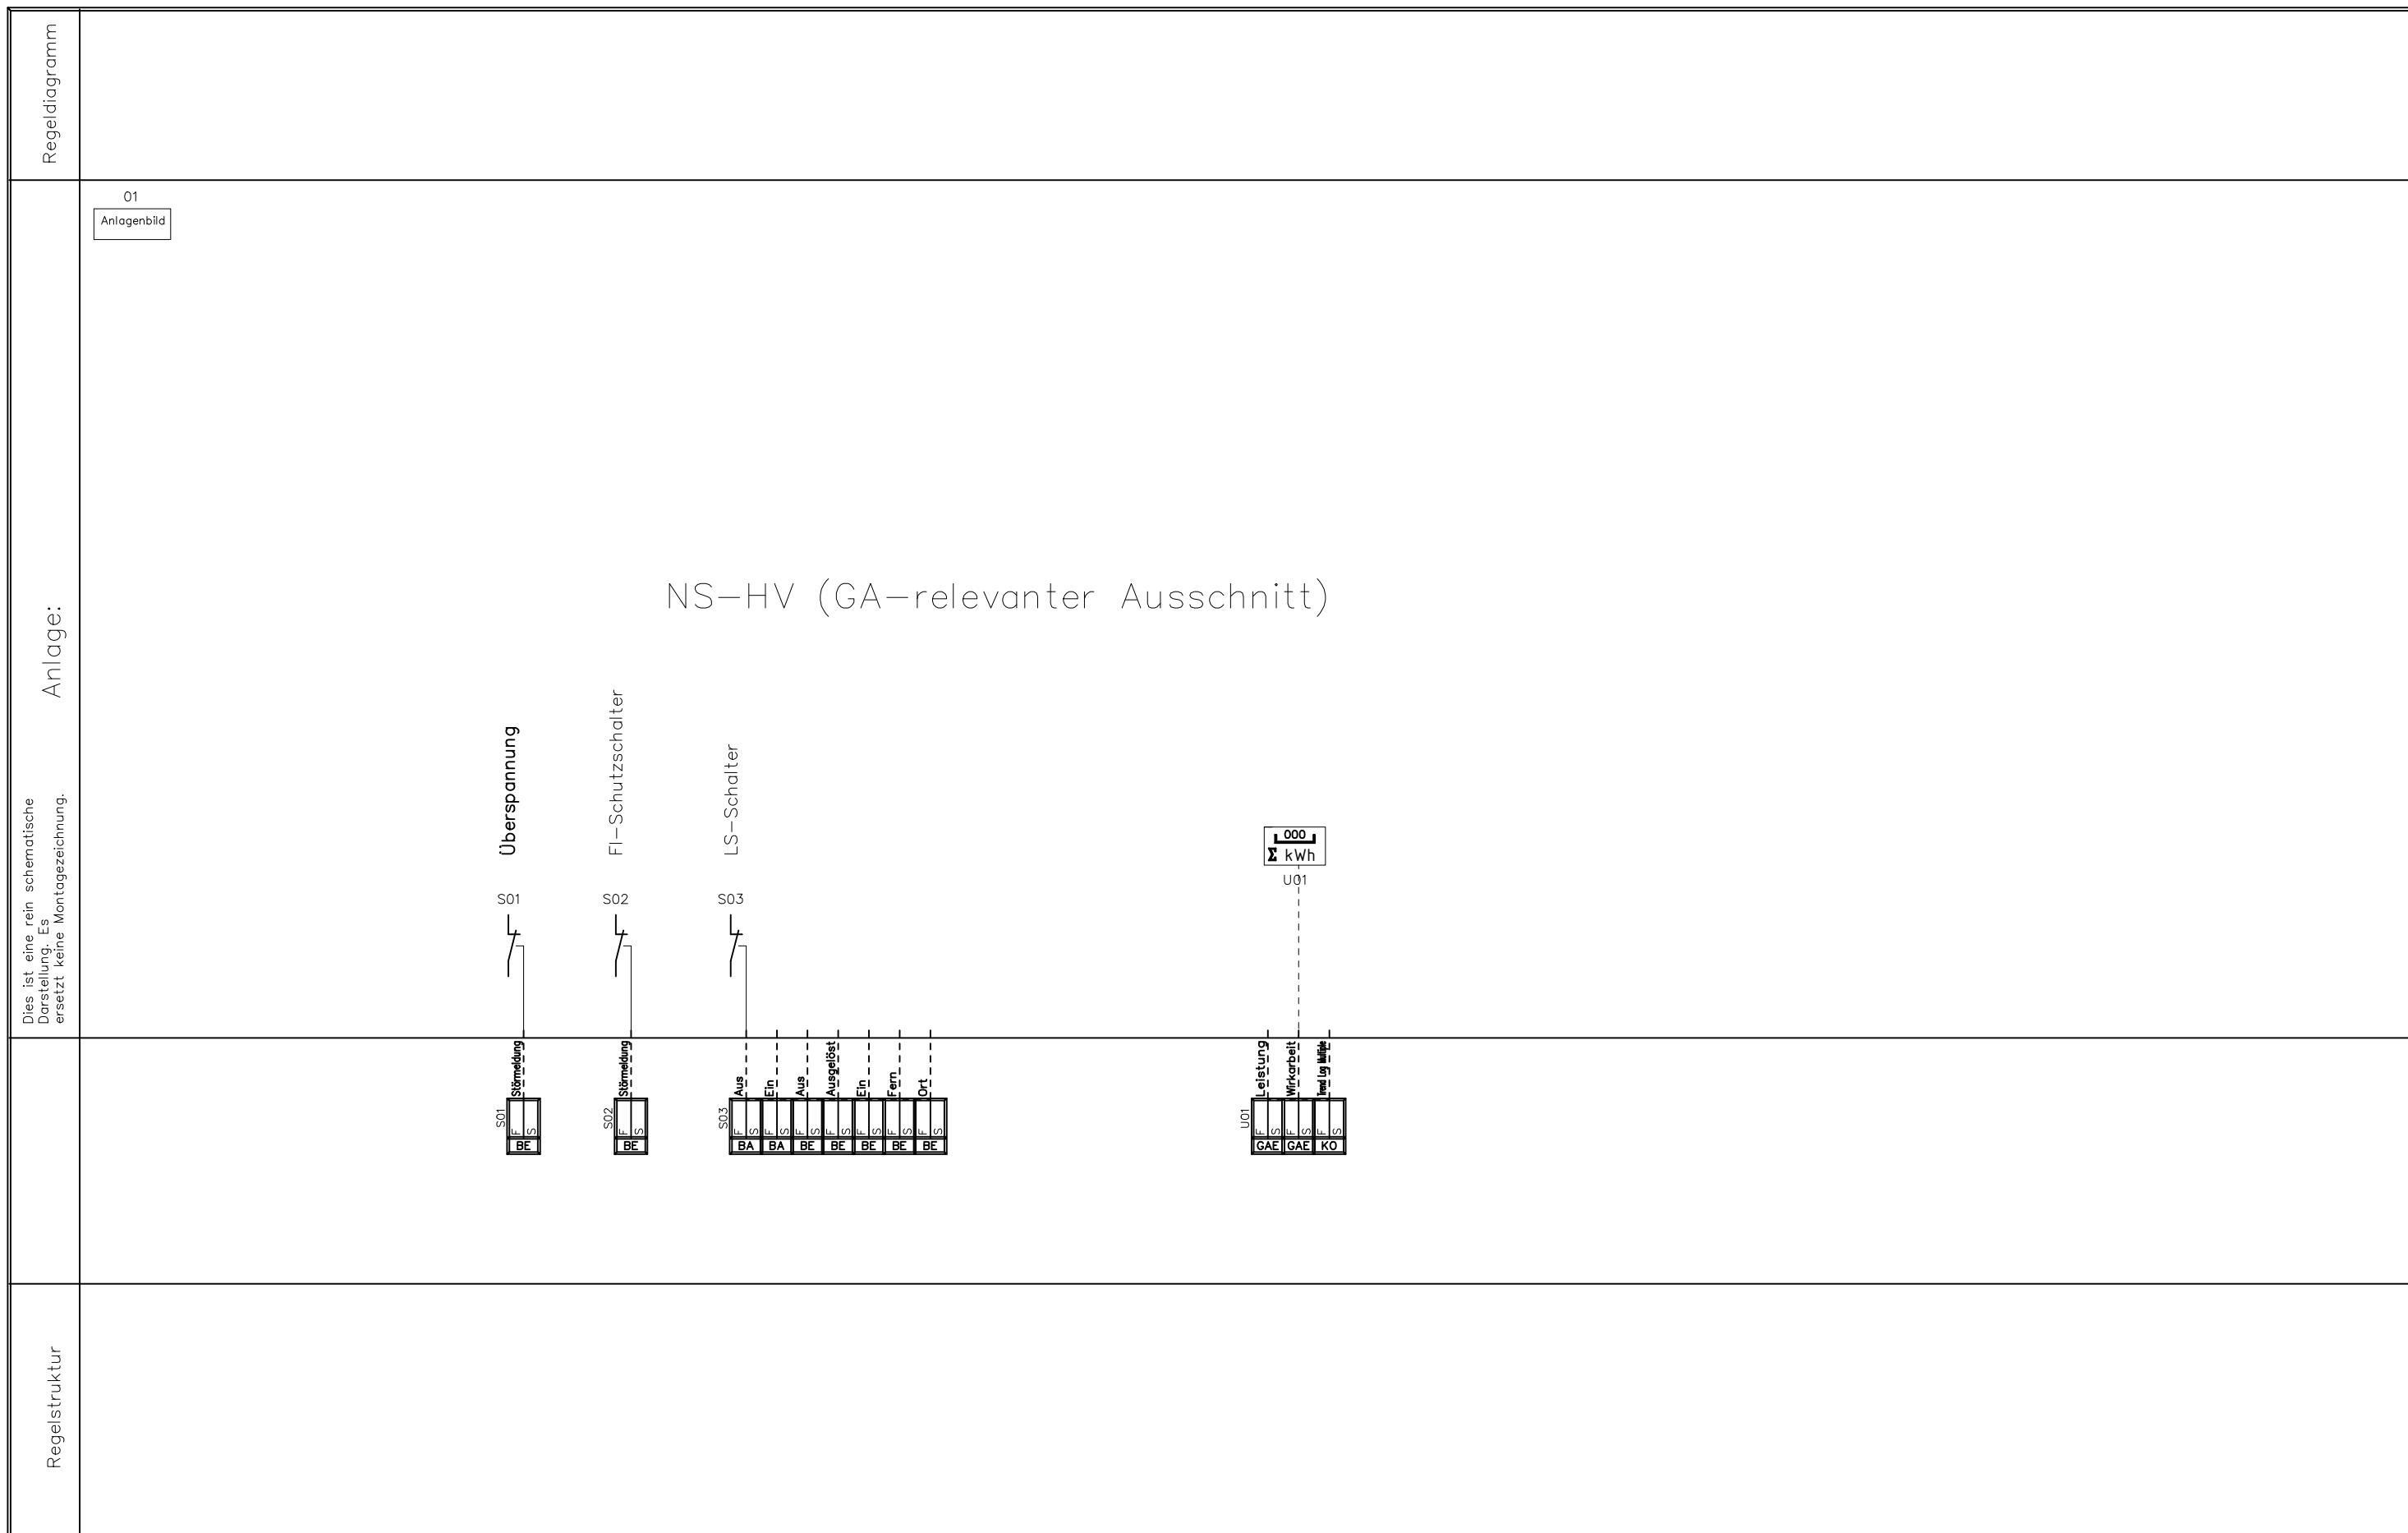 Regeldiagramm
01
Anlagenbild
NS-HV (GA-relevanter Ausschnitt)
Anlage:
Dies ist eine rein schematische
Darstellung. Es
ersetzt keine Montagezeichnung.
Überspannung
FI-Schutzschalter
LS-Schalter
000
Σ kWh
U01
S01
S02
S03
Störmeldung
Störmeldung
Aus
Ein
Aus
Ausgelöst
Ein
Fern
Ort
Leistung
Wirkarbeit
Trend Log
S01
F
S
BE
S02
F
S
BE
S03
F
S
BA
F
S
BA
F
S
BE
F
S
BE
F
S
BE
F
S
BE
F
S
BE
U01
F
S
GAE
F
S
GAE
F
S
KO
Regelstruktur